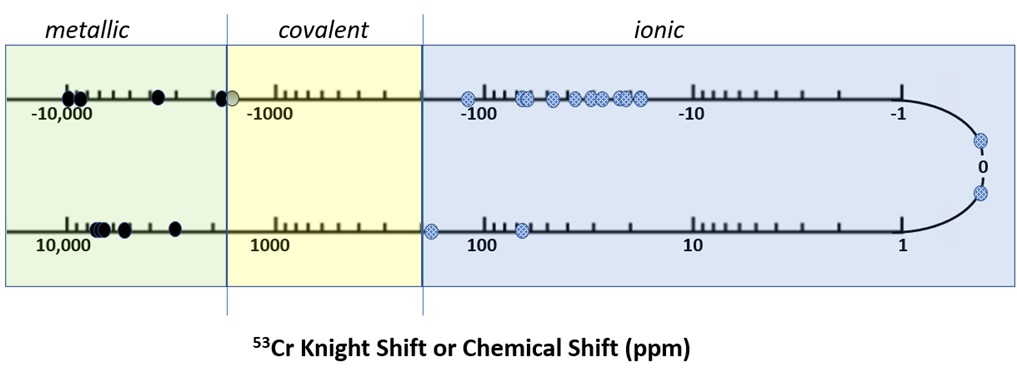 metallic covalent ionic
-10,000 -1000 -100 -10 -1
0
10,000 1000 100 10 1
⁵³Cr Knight Shift or Chemical Shift (ppm)